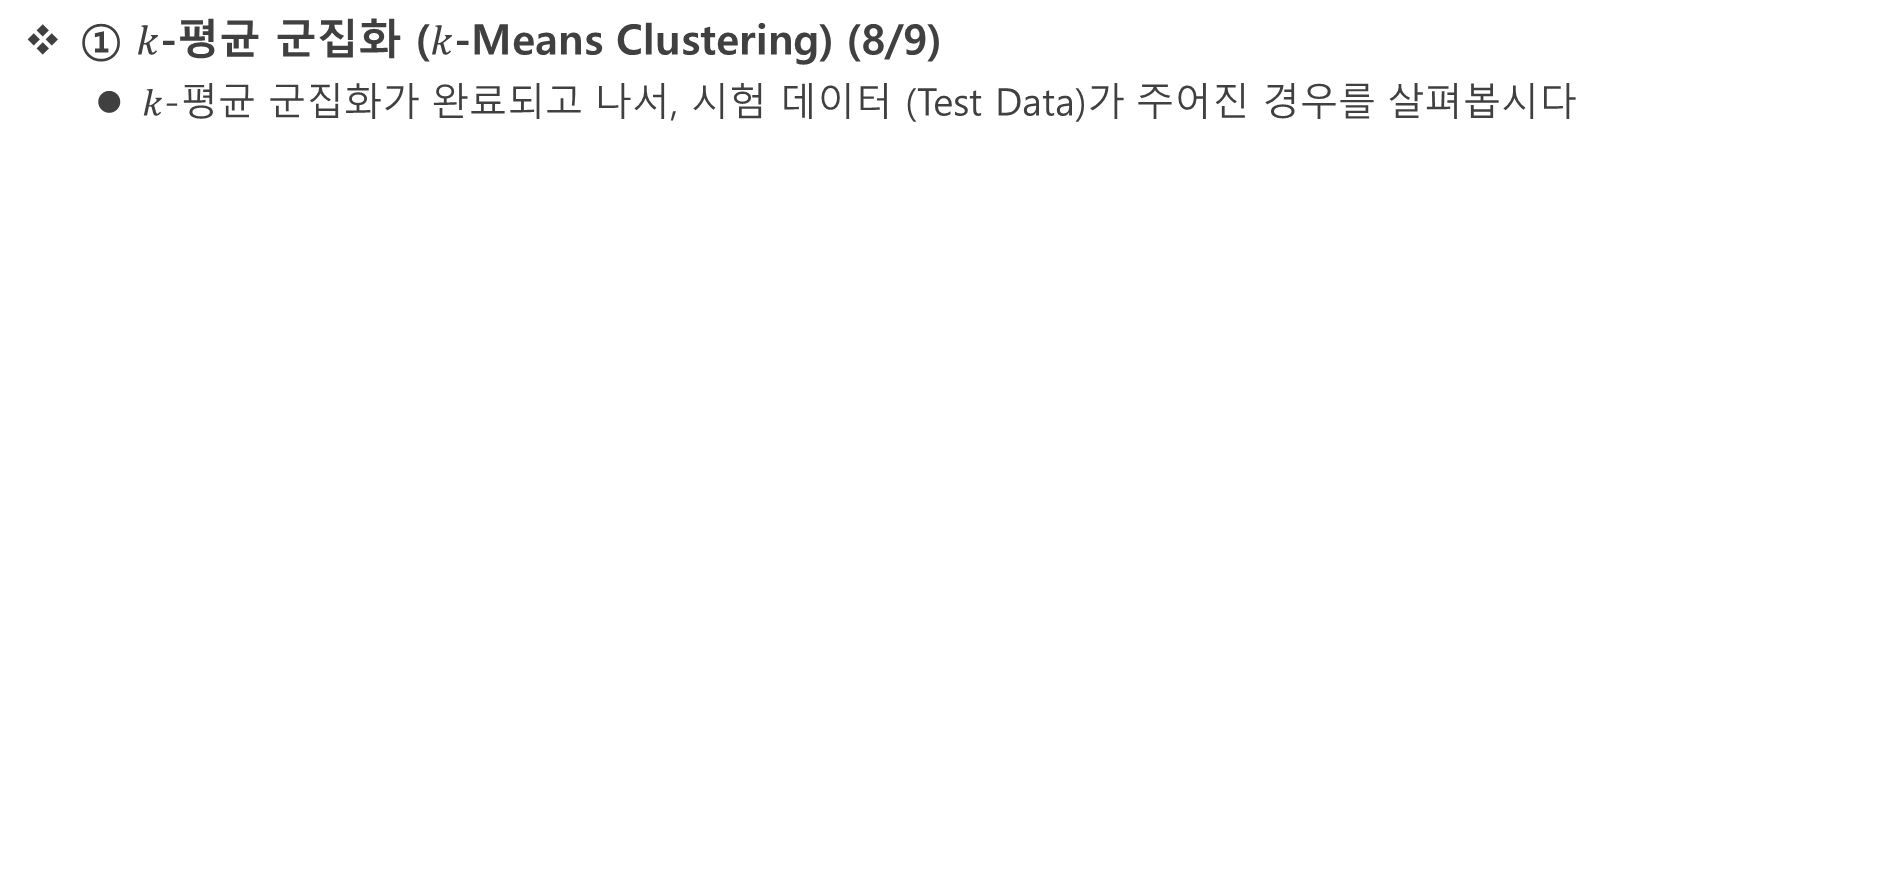 ❖ ① k-평균 군집화 (k-Means Clustering) (8/9)
● k-평균 군집화가 완료되고 나서, 시험 데이터 (Test Data)가 주어진 경우를 살펴봅시다